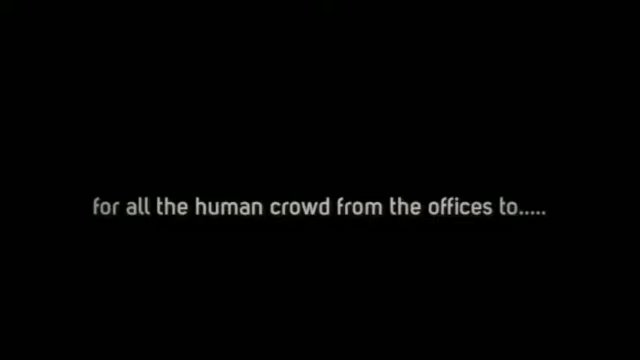 for all the human crowd from the offices to.....